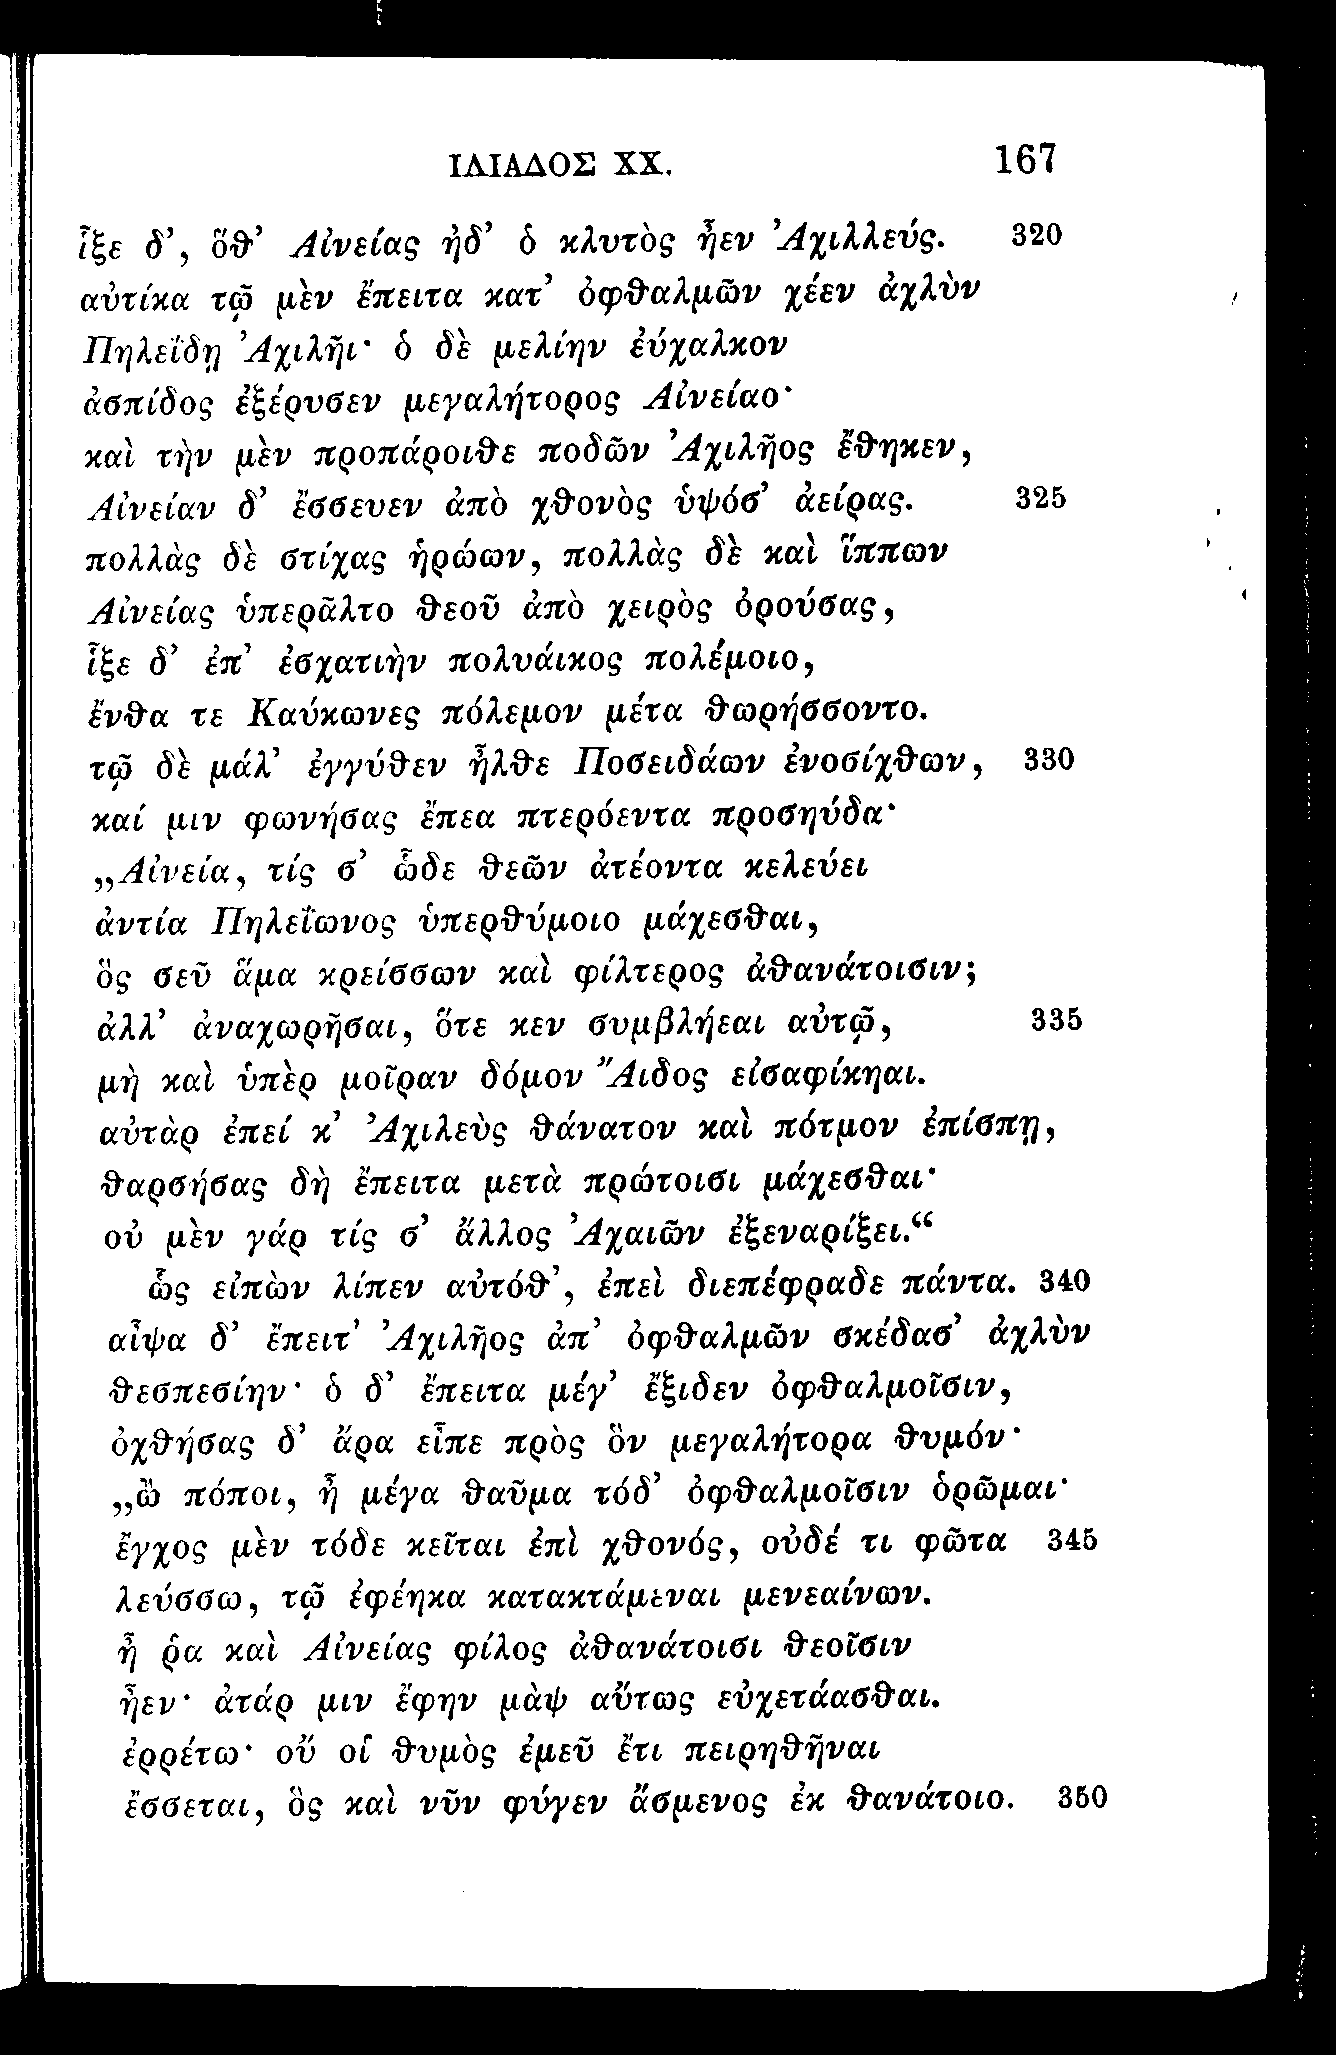 ΙΛΙΑΔΟΣ XX. 167
ἷξε δ’, ὅϑ’ Αἰνείας ἠδ’ ὁ κλυτὸς ἦεν Ἀχιλλεύς. 320
αὐτίκα τῷ μὲν ἔπειτα κατ’ ὀφϑαλμῶν χέεν ἀχλὺν
Πηλεΐδῃ Ἀχιλῆι· ὁ δὲ μελίην ἐύχαλκον
ἀσπίδος ἐξέρυσεν μεγαλήτορος Αἰνείαο·
καὶ τὴν μὲν προπάροιϑε ποδῶν Ἀχιλῆος ἔϑηκεν,
Αἰνείαν δ’ ἔσσευεν ἀπὸ χϑονὸς ὑψόσ’ ἀείρας. 325
πολλὰς δὲ στίχας ἡρώων, πολλὰς δὲ καὶ ἵππων
Αἰνείας ὑπερᾶλτο ϑεοῦ ἀπὸ χειρὸς ὀρούσας,
ἷξε δ’ ἐπ’ ἐσχατιὴν πολυάικος πολέμοιο,
ἔνϑα τε Καύκωνες πόλεμον μέτα ϑωρήσσοντο.
τῷ δὲ μάλ’ ἐγγύϑεν ἦλϑε Ποσειδάων ἐνοσίχϑων, 330
καί μιν φωνήσας ἔπεα πτερόεντα προσηύδα·
„Αἰνεία, τίς σ’ ὧδε ϑεῶν ἀτέοντα κελεύει
ἀντία Πηλεΐωνος ὑπερϑύμοιο μάχεσϑαι,
ὃς σεῦ ἅμα κρείσσων καὶ φίλτερος ἀϑανάτοισιν;
ἀλλ’ ἀναχωρῆσαι, ὅτε κεν συμβλήεαι αὐτῷ, 335
μὴ καὶ ὑπὲρ μοῖραν δόμον Ἄιδος εἰσαφίκηαι.
αὐτὰρ ἐπεί κ’ Ἀχιλεὺς ϑάνατον καὶ πότμον ἐπίσπῃ,
ϑαρσήσας δὴ ἔπειτα μετὰ πρώτοισι μάχεσϑαι·
οὐ μὲν γάρ τίς σ’ ἄλλος Ἀχαιῶν ἐξεναρίξει.“
ὣς εἰπὼν λίπεν αὐτόϑ’, ἐπεὶ διεπέφραδε πάντα. 340
αἶψα δ’ ἔπειτ’ Ἀχιλῆος ἀπ’ ὀφϑαλμῶν σκέδασ’ ἀχλὺν
ϑεσπεσίην· ὁ δ’ ἔπειτα μέγ’ ἔξιδεν ὀφϑαλμοῖσιν,
ὀχϑήσας δ’ ἄρα εἶπε πρὸς ὃν μεγαλήτορα ϑυμόν·
„ὢ πόποι, ἦ μέγα ϑαῦμα τόδ’ ὀφϑαλμοῖσιν ὁρῶμαι·
ἔγχος μὲν τόδε κεῖται ἐπὶ χϑονός, οὐδέ τι φῶτα 345
λεύσσω, τῷ ἐφέηκα κατακτάμεναι μενεαίνων.
ἦ ῥα καὶ Αἰνείας φίλος ἀϑανάτοισι ϑεοῖσιν
ἦεν· ἀτάρ μιν ἔφην μὰψ αὔτως εὐχετάασϑαι.
ἐρρέτω· οὔ οἱ ϑυμὸς ἐμεῦ ἔτι πειρηϑῆναι
ἔσσεται, ὃς καὶ νῦν φύγεν ἄσμενος ἐκ ϑανάτοιο. 350